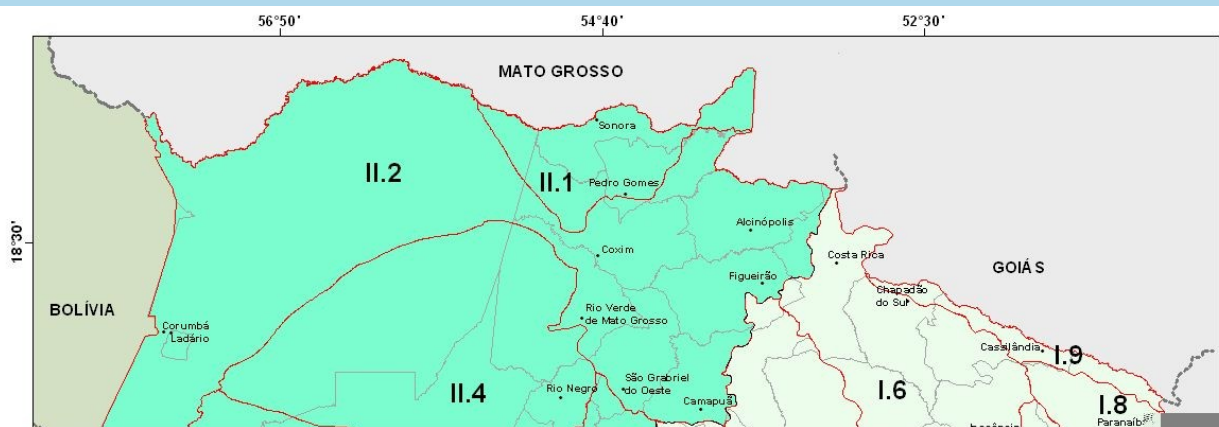 56°50'
54°40'
52°30'
MATO GROSSO
Sonora
II.2
II.1
Pedro Gomes
Alcinópolis
18°30'
Coxim
Costa Rica
GOIÁS
Figueirão
Chapadão
do Sul
BOLÍVIA
Rio Verde
de Mato Grosso
Corumbá
Ladário
Cassilândia
I.9
São Grabriel
do Oeste
Rio Negro
II.4
I.6
Camapuã
I.8